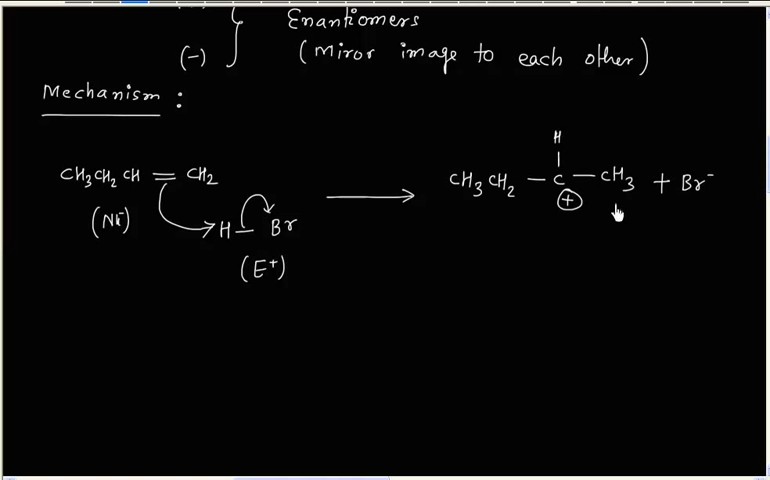 Enantiomers
(-) (Miror image to each other)
Mechanism :
CH3CH2CH = CH2
H - Br
CH3CH2 - C - CH3 + Br-
H
+
(Nu-)
(E+)